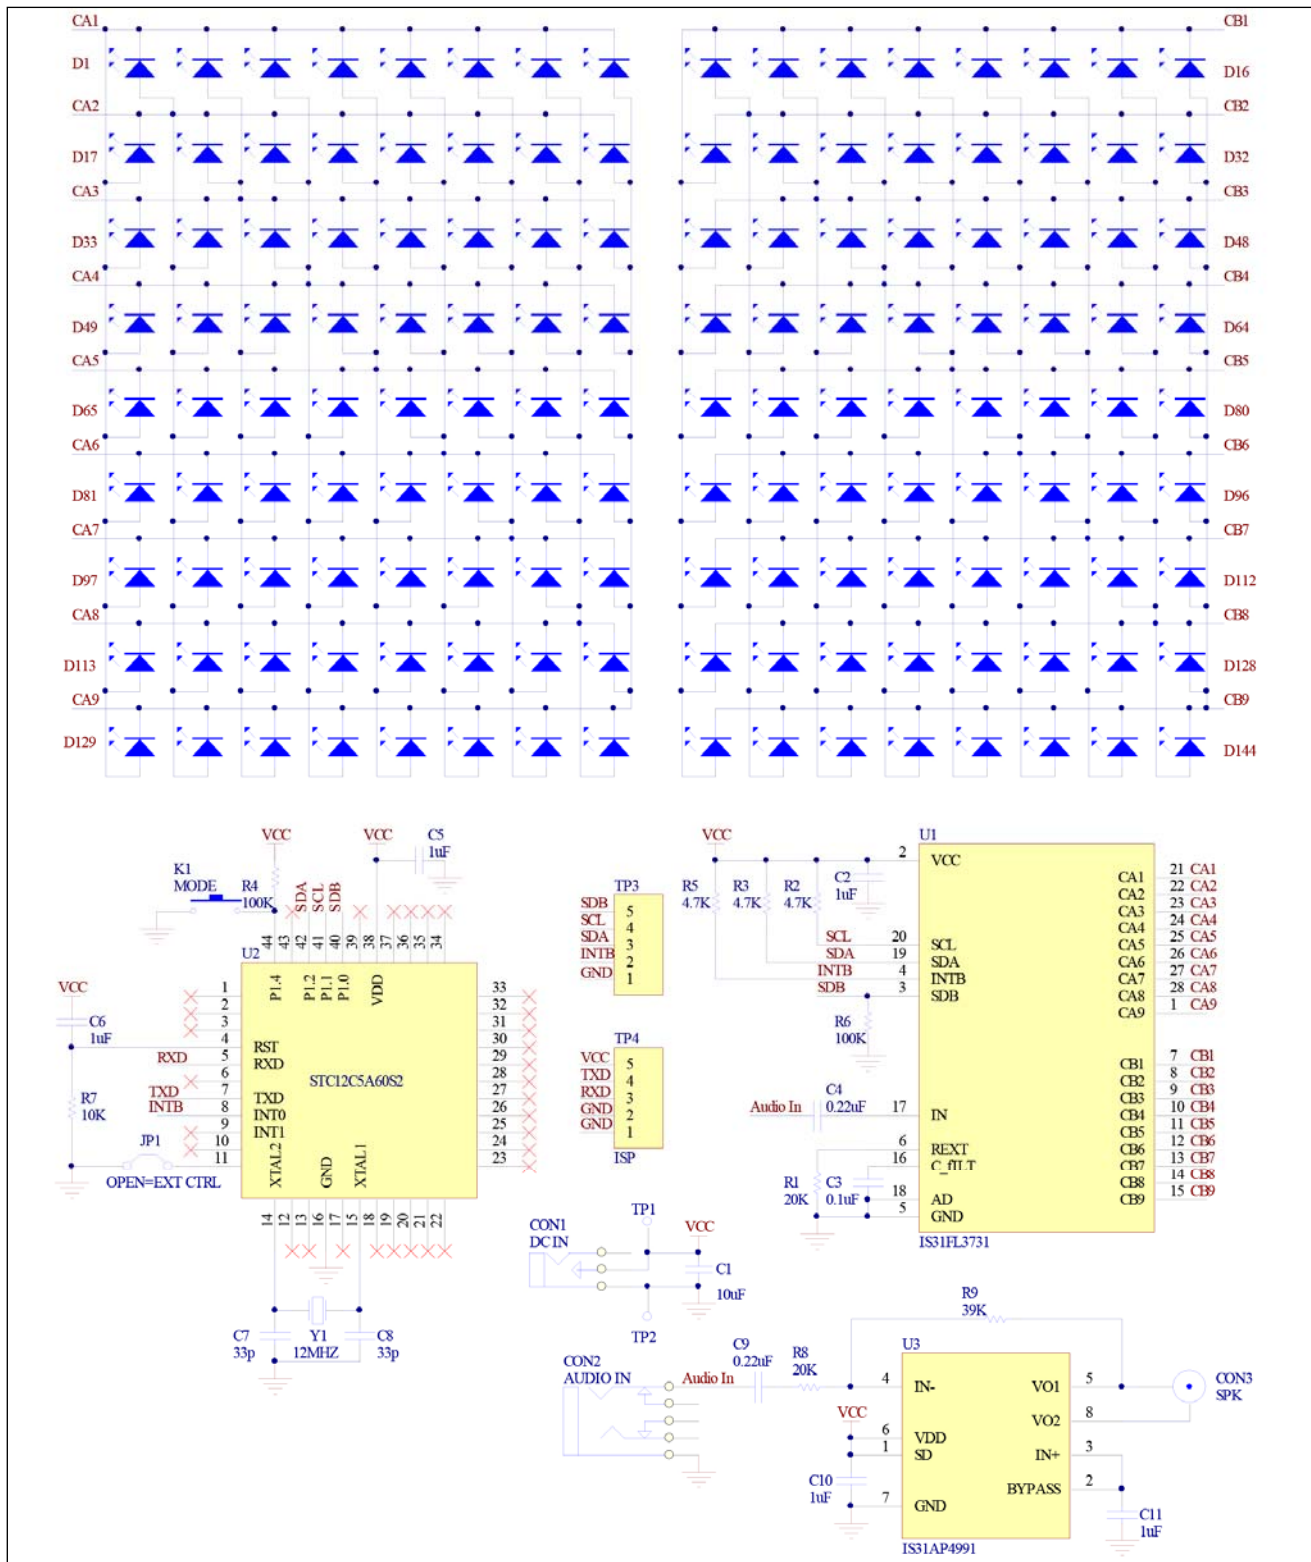 CA1 CB1
D1 D16
CA2 CB2
D17 D32
CA3 CB3
D33 D48
CA4 CB4
D49 D64
CA5 CB5
D65 D80
CA6 CB6
D81 D96
CA7 CB7
D97 D112
CA8 CB8
D113 D128
CA9 CB9
D129 D144
VCC
VCC
C5
1uF
K1
MODE
R4
100K
SDA
SCL
SDB
44
43
42
41
40
39
38
37
36
35
34
U2
P1.4
P1.2
P1.1
P1.0
VDD
VCC
C6
1uF
R7
10K
JP1
OPEN=EXT CTRL
RXD
TXD
INTB
1
2
3
4
5
6
7
8
9
10
11
RST
RXD
TXD
INT0
INT1
STC12C5A60S2
33
32
31
30
29
28
27
26
25
24
23
XTAL2
GND
XTAL1
14
12
13
16
17
15
18
19
20
21
22
C7
33p
Y1
12MHZ
C8
33p
TP3
SDB 5
SCL 4
SDA 3
INTB 2
GND 1
TP4
VCC 5
TXD 4
RXD 3
GND 2
GND 1
ISP
CON1
DC IN
TP1
VCC
C1
10uF
TP2
VCC
R5
4.7K
R3
4.7K
R2
4.7K
C2
1uF
SCL
SDA
INTB
SDB
R6
100K
C4
0.22uF
Audio In
R1
20K
C3
0.1uF
U1
2 VCC
20 SCL
19 SDA
4 INTB
3 SDB
17 IN
6 REXT
16 C_fILT
18 AD
5 GND
CA1 21 CA1
CA2 22 CA2
CA3 23 CA3
CA4 24 CA4
CA5 25 CA5
CA6 26 CA6
CA7 27 CA7
CA8 28 CA8
CA9 1 CA9
CB1 7 CB1
CB2 8 CB2
CB3 9 CB3
CB4 10 CB4
CB5 11 CB5
CB6 12 CB6
CB7 13 CB7
CB8 14 CB8
CB9 15 CB9
IS31FL3731
R9
39K
CON2
AUDIO IN
Audio In
C9
0.22uF
R8
20K
VCC
C10
1uF
U3
4 IN-
6 VDD
1 SD
7 GND
VO1 5
VO2 8
IN+ 3
BYPASS 2
CON3
SPK
C11
1uF
IS31AP4991